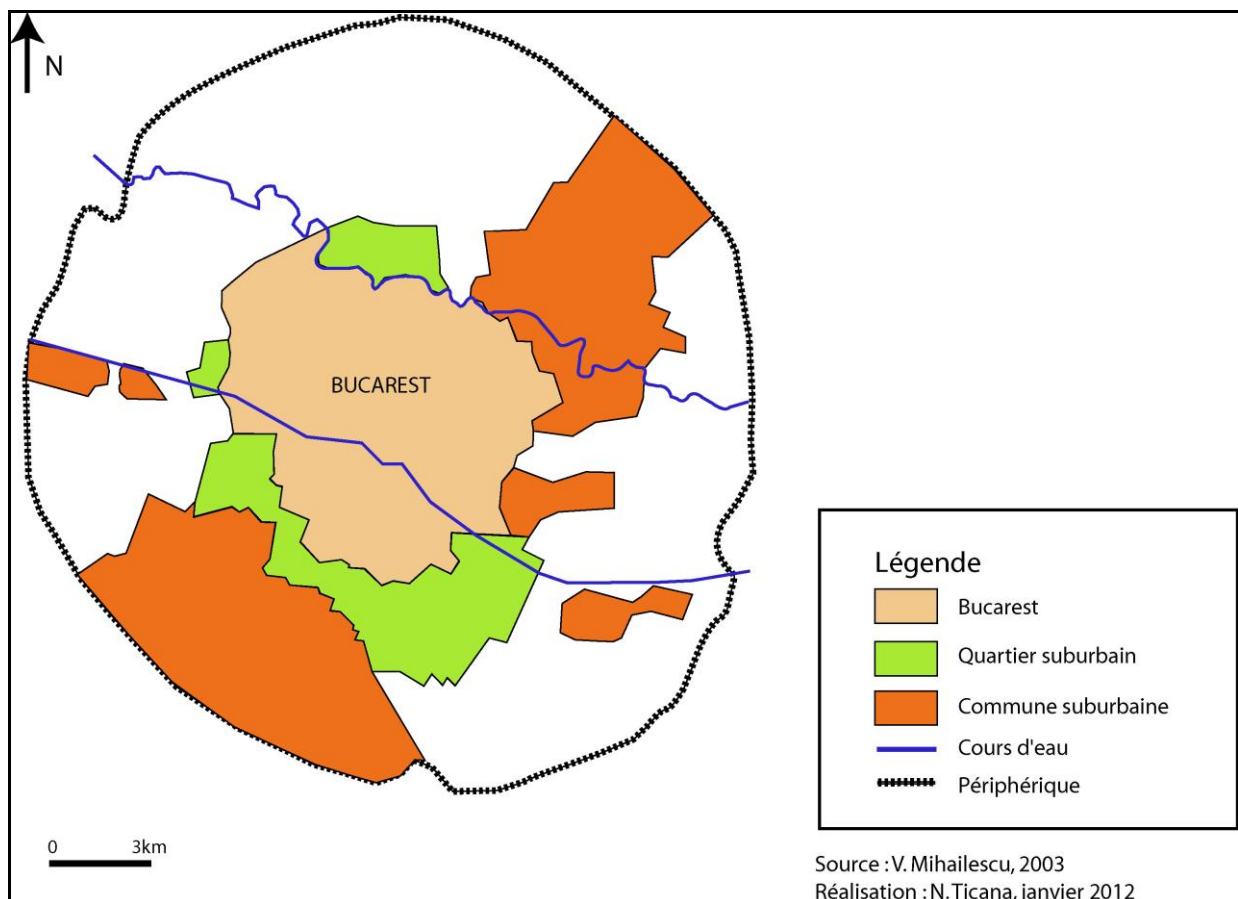 N
BUCAREST
Légende
Bucarest
Quartier suburbain
Commune suburbaine
Cours d'eau
Périphérique
0 3km
Source : V. Mihailescu, 2003
Réalisation : N. Ticana, janvier 2012